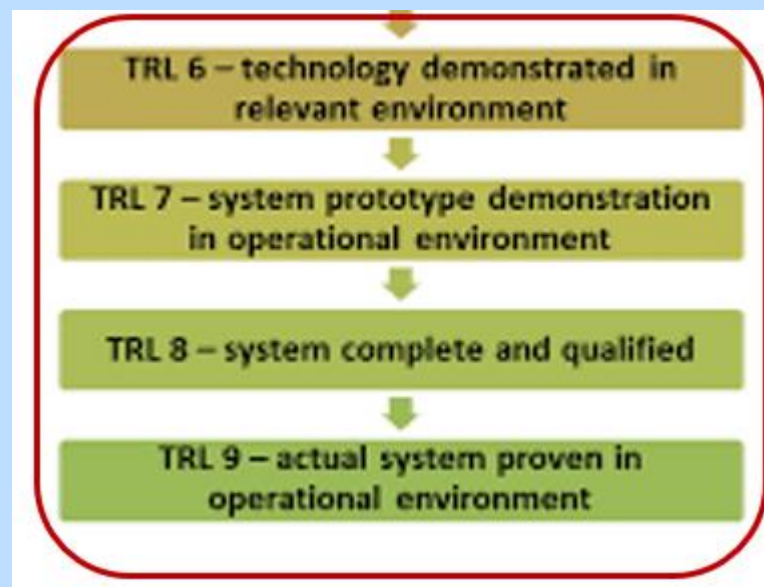 TRL 6 – technology demonstrated in
relevant environment
TRL 7 – system prototype demonstration
in operational environment
TRL 8 – system complete and qualified
TRL 9 – actual system proven in
operational environment